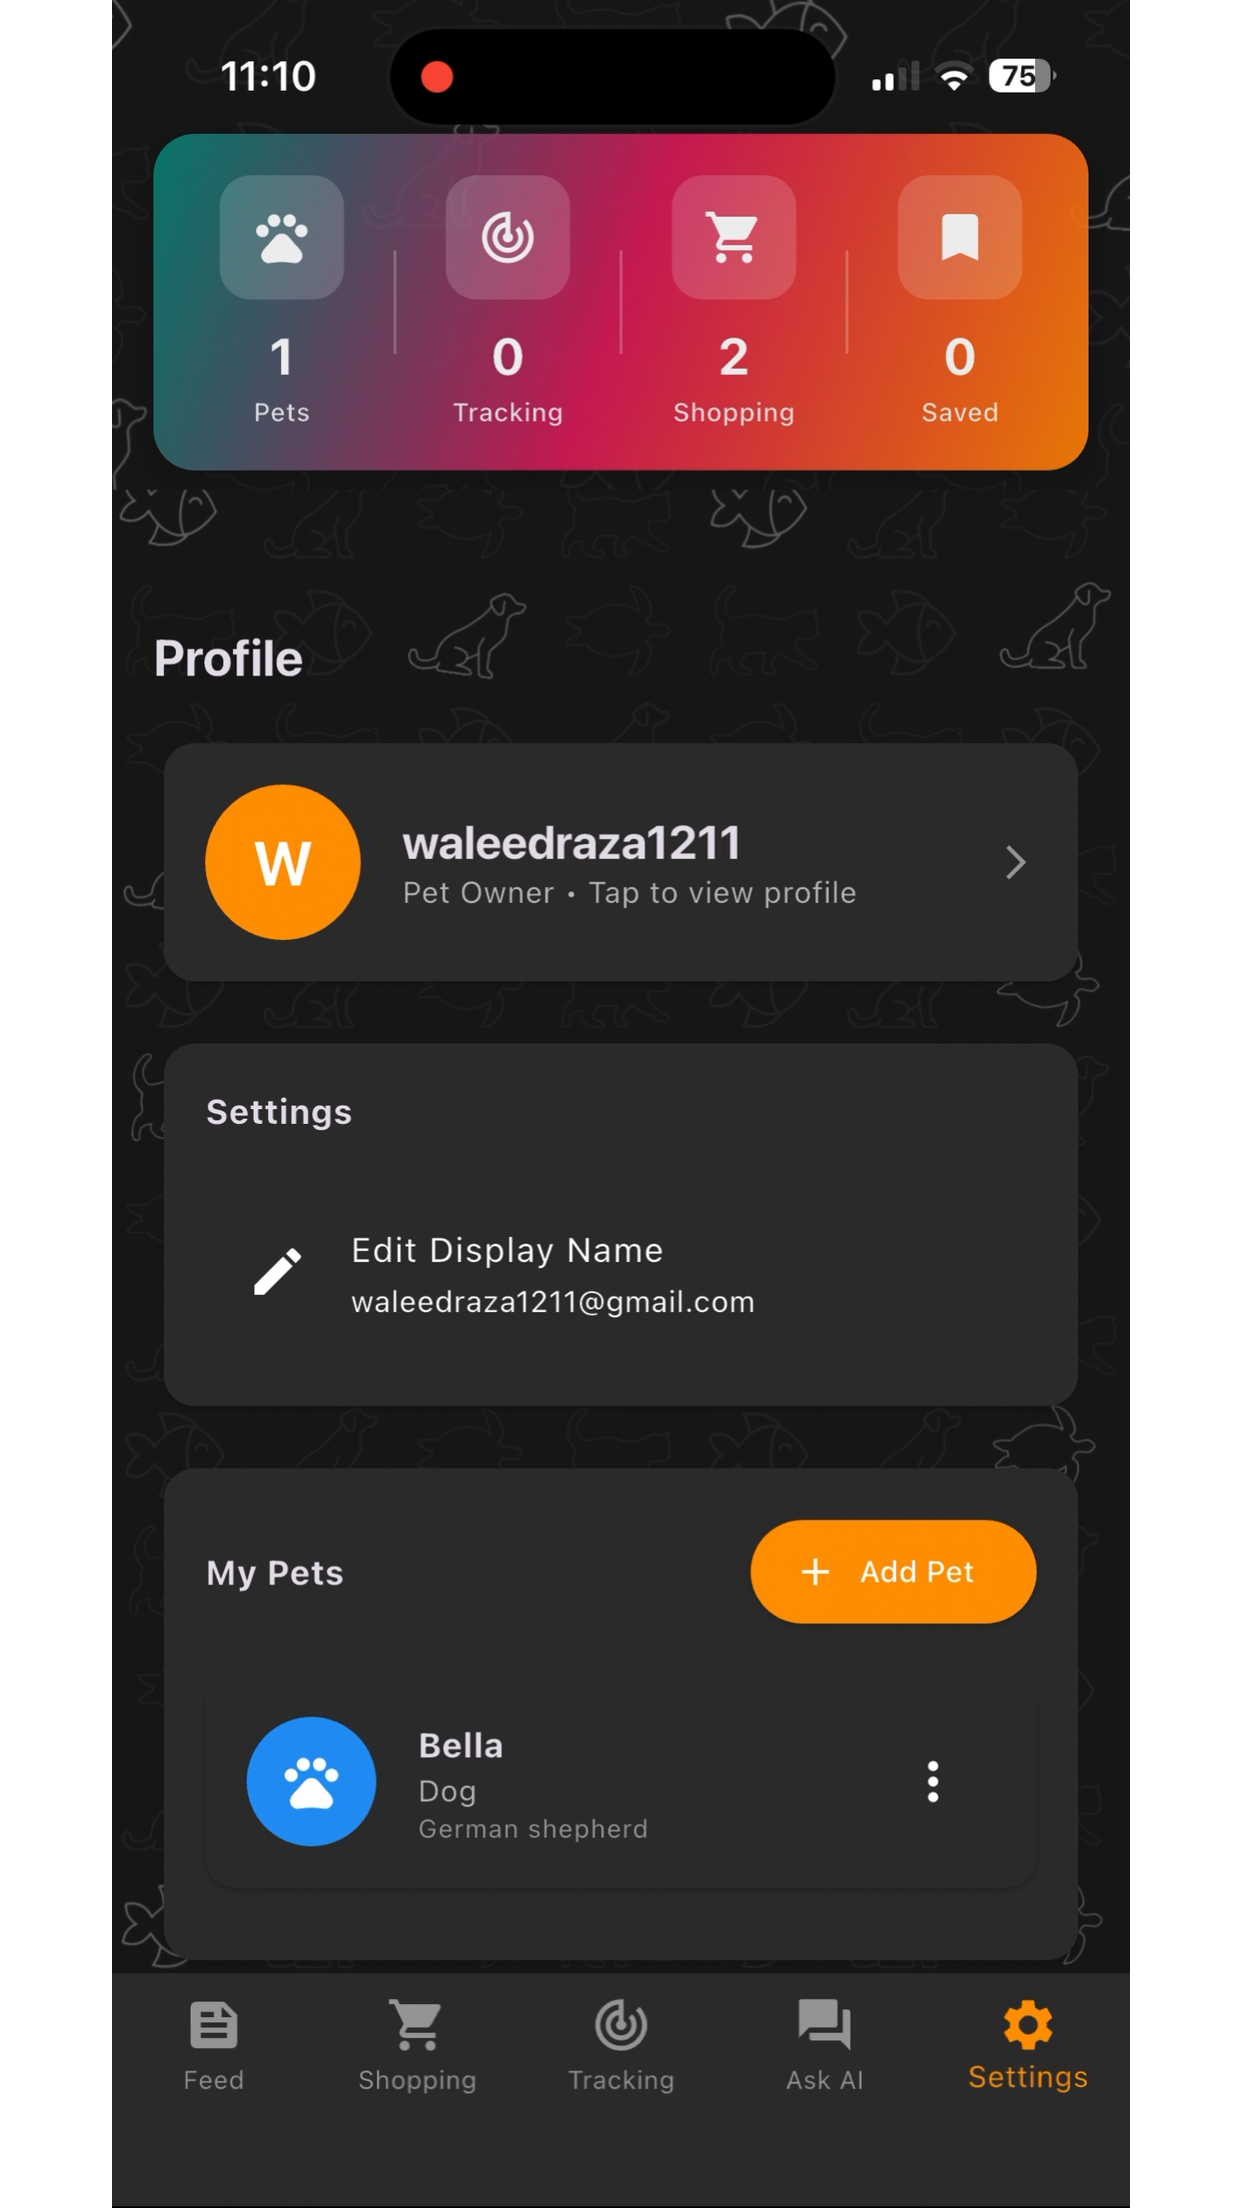 11:10
75
1
0
2
0
Pets
Tracking
Shopping
Saved
Profile
W
waleedraza1211
Pet Owner • Tap to view profile
Settings
Edit Display Name
waleedraza1211@gmail.com
My Pets
+ Add Pet
Bella
Dog
German shepherd
Feed
Shopping
Tracking
Ask AI
Settings